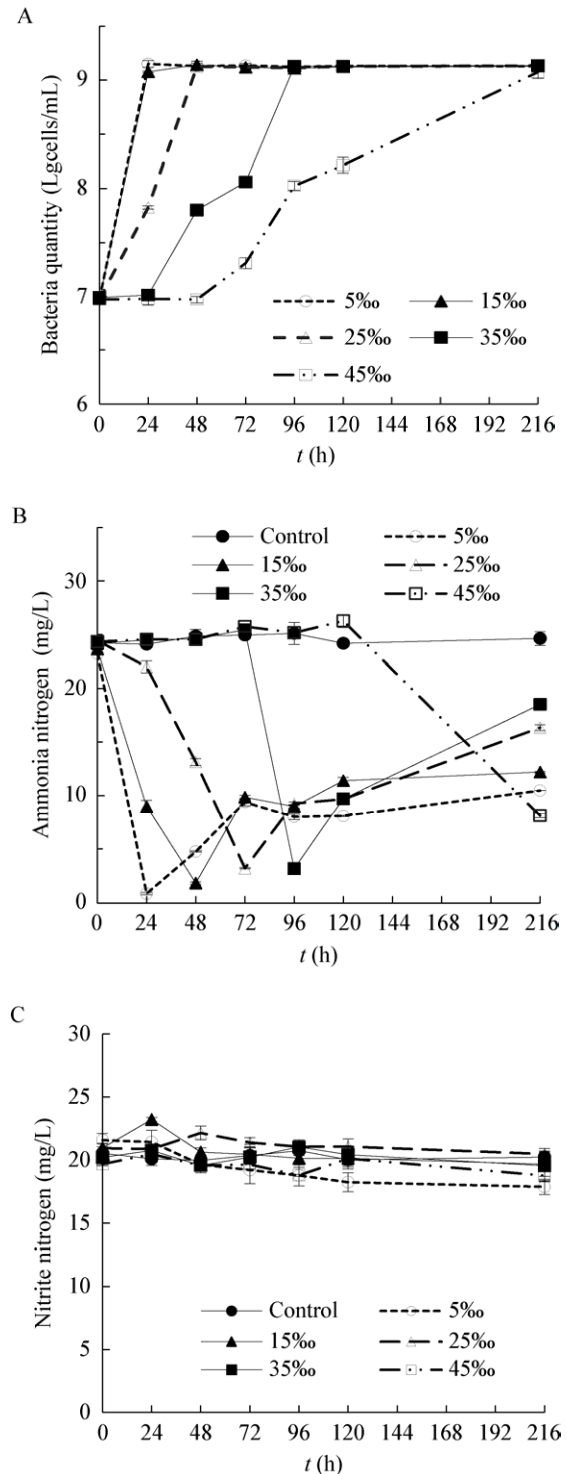 A
Bacteria quantity (Lgcells/mL)
9
8
7
6
5‰
15‰
25‰
35‰
45‰
0 24 48 72 96 120 144 168 192 216
t (h)
B
Ammonia nitrogen (mg/L)
30
20
10
0
Control
5‰
15‰
25‰
35‰
45‰
0 24 48 72 96 120 144 168 192 216
t (h)
C
Nitrite nitrogen (mg/L)
30
25
20
15
10
5
0
Control
5‰
15‰
25‰
35‰
45‰
0 24 48 72 96 120 144 168 192 216
t (h)